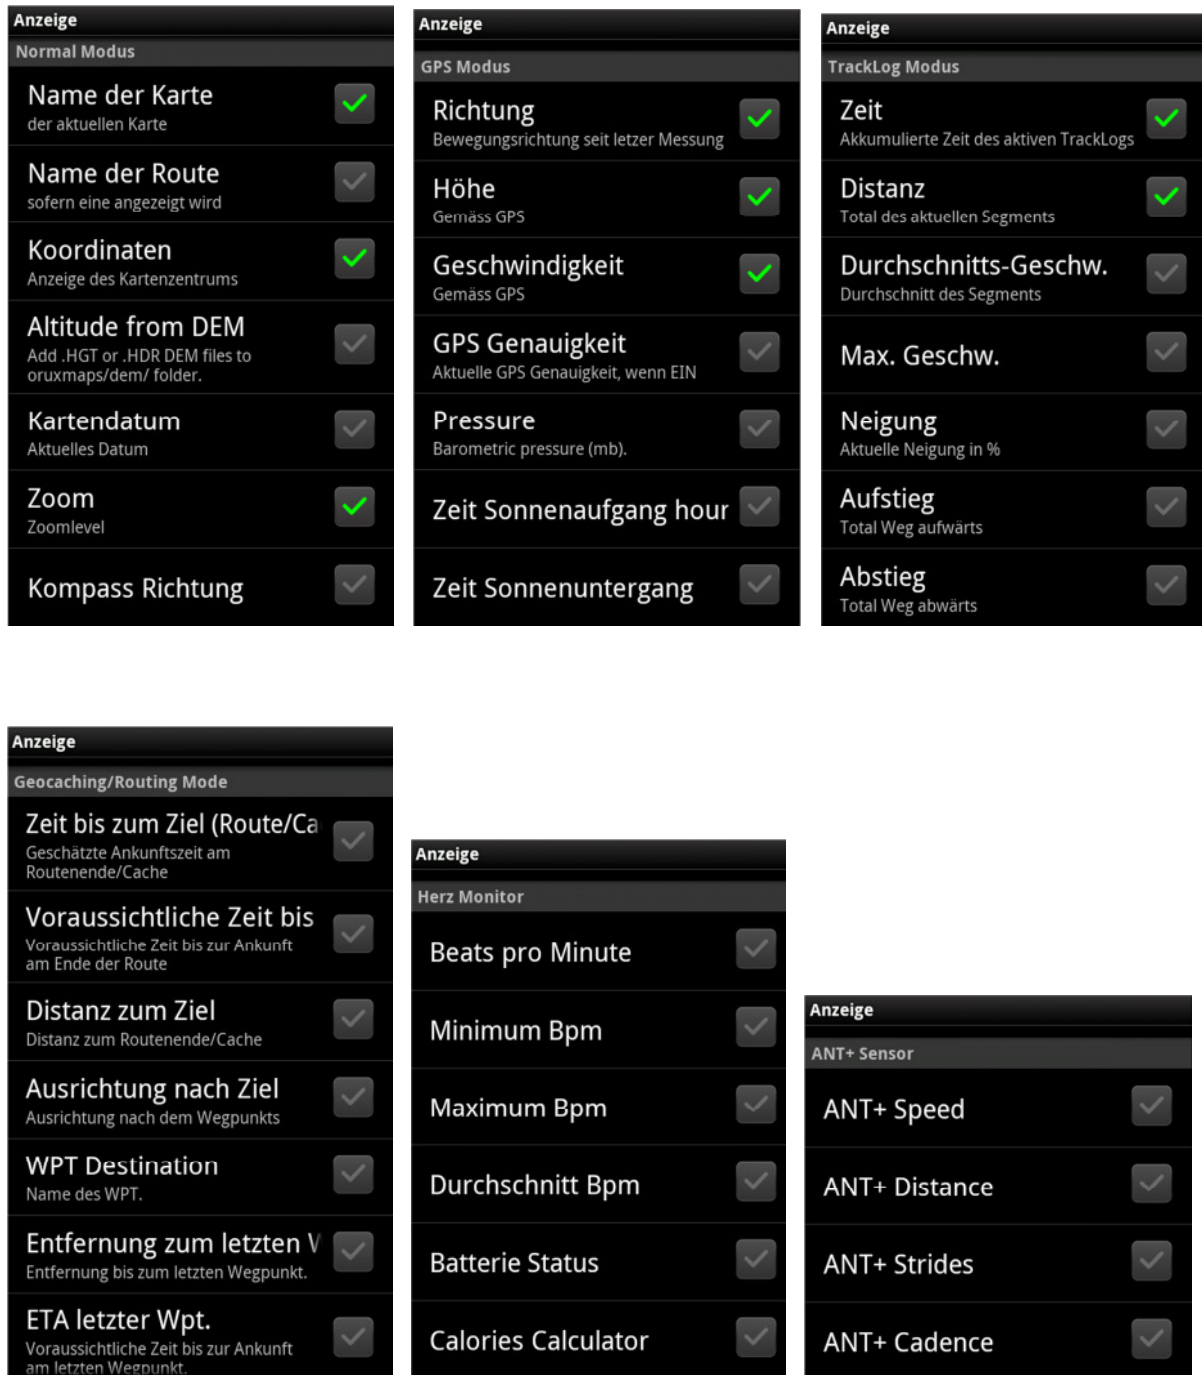 Anzeige
Normal Modus
Name der Karte
der aktuellen Karte
Name der Route
sofern eine angezeigt wird
Koordinaten
Anzeige des Kartenzentrums
Altitude from DEM
Add .HGT or .HDR DEM files to
oruxmaps/dem/ folder.
Kartendatum
Aktuelles Datum
Zoom
Zoomlevel
Kompass Richtung
Anzeige
GPS Modus
Richtung
Bewegungsrichtung seit letzer Messung
Höhe
Gemäss GPS
Geschwindigkeit
Gemäss GPS
GPS Genauigkeit
Aktuelle GPS Genauigkeit, wenn EIN
Pressure
Barometric pressure (mb).
Zeit Sonnenaufgang hour
Zeit Sonnenuntergang
Anzeige
TrackLog Modus
Zeit
Akkumulierte Zeit des aktiven TrackLogs
Distanz
Total des aktuellen Segments
Durchschnitts-Geschw.
Durchschnitt des Segments
Max. Geschw.
Neigung
Aktuelle Neigung in %
Aufstieg
Total Weg aufwärts
Abstieg
Total Weg abwärts
Anzeige
Geocaching/Routing Mode
Zeit bis zum Ziel (Route/Ca
Geschätzte Ankunftszeit am
Routenende/Cache
Voraussichtliche Zeit bis
Voraussichtliche Zeit bis zur Ankunft
am Ende der Route
Distanz zum Ziel
Distanz zum Routenende/Cache
Ausrichtung nach Ziel
Ausrichtung nach dem Wegpunkts
WPT Destination
Name des WPT.
Entfernung zum letzten W
Entfernung bis zum letzten Wegpunkt.
ETA letzter Wpt.
Voraussichtliche Zeit bis zur Ankunft
am letzten Wegpunkt.
Anzeige
Herz Monitor
Beats pro Minute
Minimum Bpm
Maximum Bpm
Durchschnitt Bpm
Batterie Status
Calories Calculator
Anzeige
ANT+ Sensor
ANT+ Speed
ANT+ Distance
ANT+ Strides
ANT+ Cadence